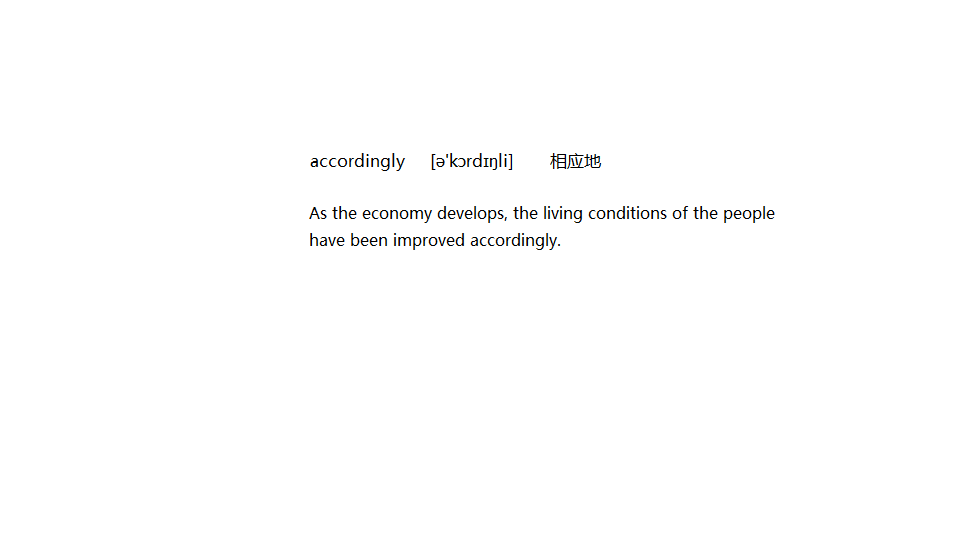 accordingly [ə'kɔrdɪŋli] 相应地
As the economy develops, the living conditions of the people
have been improved accordingly.